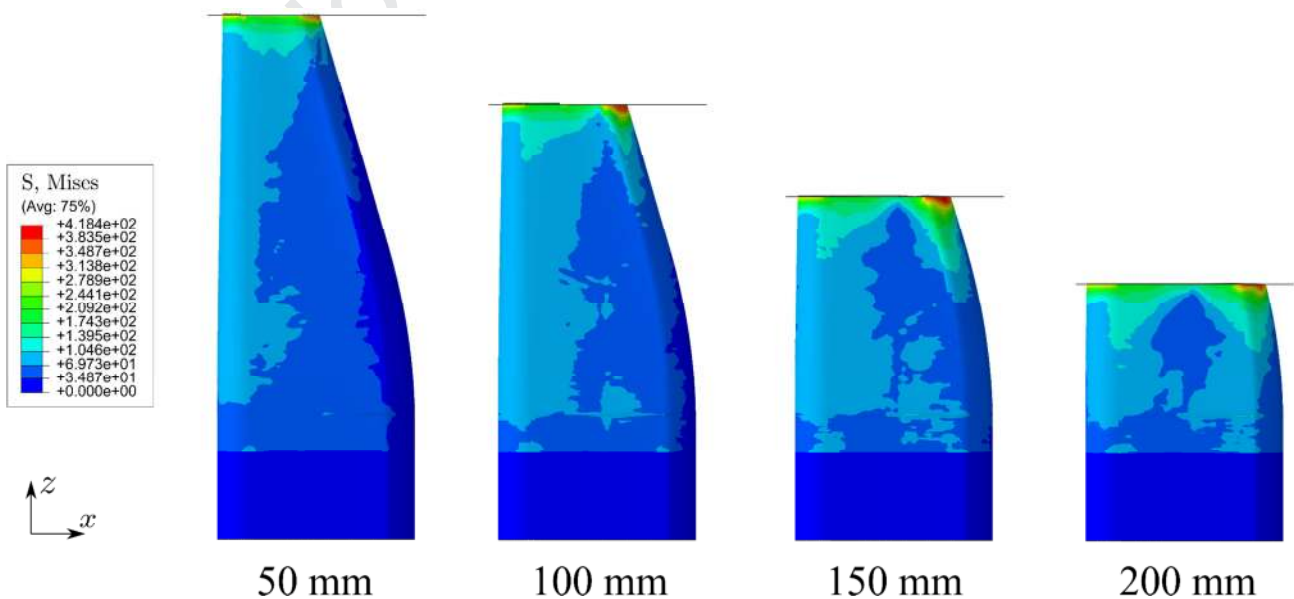 S, Mises
(Avg: 75%)
+4.184e+02
+3.835e+02
+3.487e+02
+3.138e+02
+2.789e+02
+2.441e+02
+2.092e+02
+1.743e+02
+1.395e+02
+1.046e+02
+6.973e+01
+3.487e+01
+0.000e+00
z
x
50 mm 100 mm 150 mm 200 mm